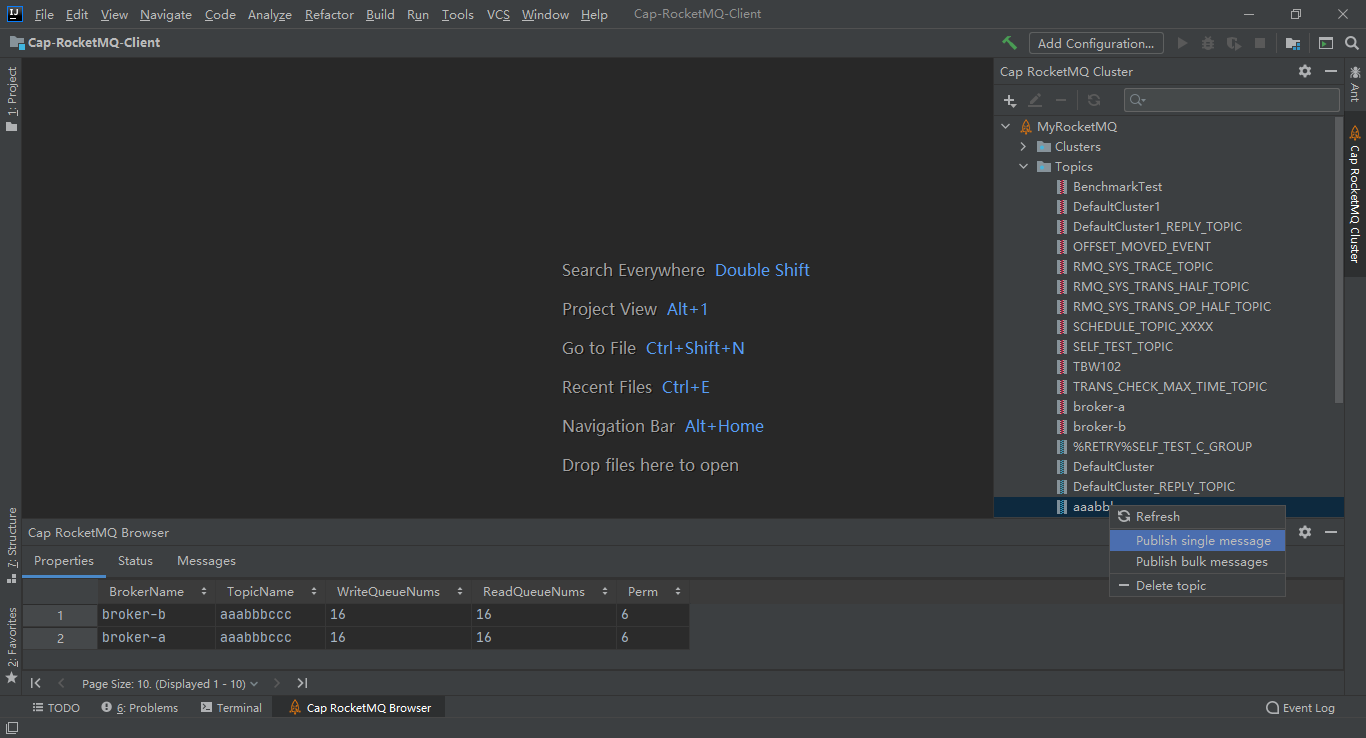 File Edit View Navigate Code Analyze Refactor Build Run Tools VCS Window Help Cap-RocketMQ-Client
Cap-RocketMQ-Client
Add Configuration...
1: Project
7: Structure
2: Favorites
Search Everywhere Double Shift
Project View Alt+1
Go to File Ctrl+Shift+N
Recent Files Ctrl+E
Navigation Bar Alt+Home
Drop files here to open
Cap RocketMQ Cluster
MyRocketMQ
Clusters
Topics
BenchmarkTest
DefaultCluster1
DefaultCluster1_REPLY_TOPIC
OFFSET_MOVED_EVENT
RMQ_SYS_TRACE_TOPIC
RMQ_SYS_TRANS_HALF_TOPIC
RMQ_SYS_TRANS_OP_HALF_TOPIC
SCHEDULE_TOPIC_XXXX
SELF_TEST_TOPIC
TBW102
TRANS_CHECK_MAX_TIME_TOPIC
broker-a
broker-b
%RETRY%SELF_TEST_C_GROUP
DefaultCluster
DefaultCluster_REPLY_TOPIC
Refresh
Publish single message
Publish bulk messages
Delete topic
Ant
Cap RocketMQ Cluster
Cap RocketMQ Browser
Properties Status Messages
BrokerName TopicName WriteQueueNums ReadQueueNums Perm
1 broker-b aaabbbccc 16 16 6
2 broker-a aaabbbccc 16 16 6
Page Size: 10. (Displayed 1 - 10)
TODO 6: Problems Terminal Cap RocketMQ Browser Event Log